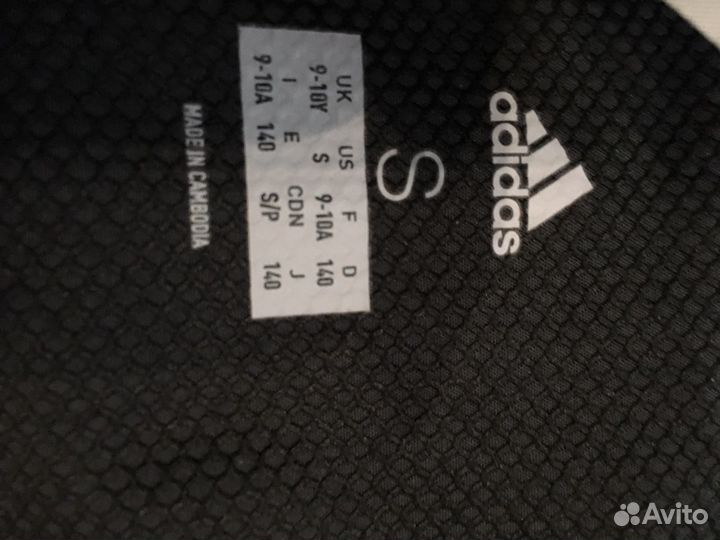 adidas
S
UK US F D
9-10Y S 9-10A 140
I E CDN J
9-10A 140 S/P 140
MADE IN CAMBODIA
Avito